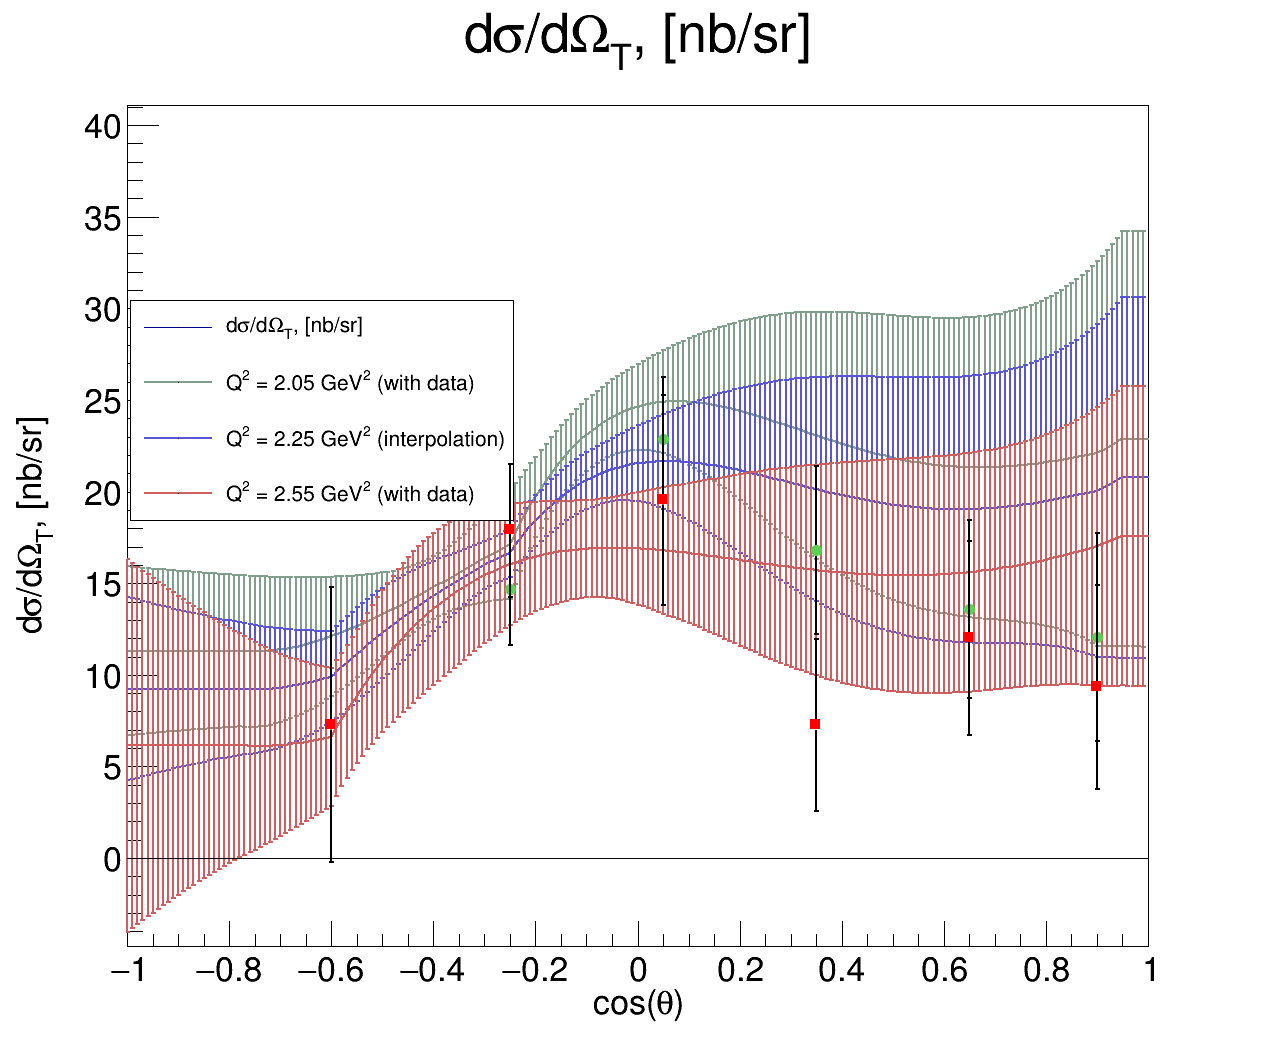 dσ/dΩ_T, [nb/sr]
dσ/dΩ_T, [nb/sr]
40
35
30
25
20
15
10
5
0
dσ/dΩ_T, [nb/sr]
Q² = 2.05 GeV² (with data)
Q² = 2.25 GeV² (interpolation)
Q² = 2.55 GeV² (with data)
−1 −0.8 −0.6 −0.4 −0.2 0 0.2 0.4 0.6 0.8 1
cos(θ)